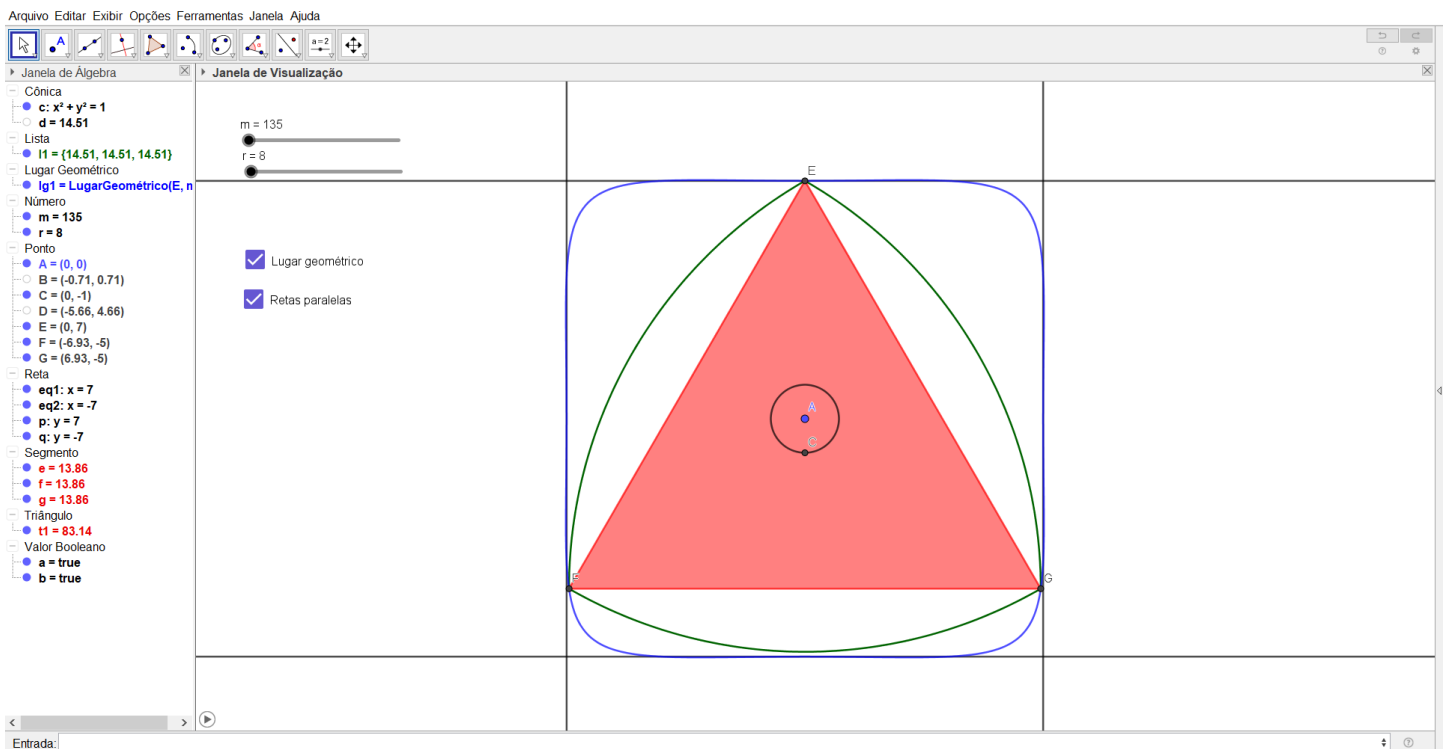 Arquivo Editar Exibir Opções Ferramentas Janela Ajuda
A
α
a=2
Janela de Álgebra
Janela de Visualização
Cônica
c: x² + y² = 1
d = 14.51
Lista
l1 = {14.51, 14.51, 14.51}
Lugar Geométrico
lg1 = LugarGeométrico(E, m
Número
m = 135
r = 8
Ponto
A = (0, 0)
B = (-0.71, 0.71)
C = (0, -1)
D = (-5.66, 4.66)
E = (0, 7)
F = (-6.93, -5)
G = (6.93, -5)
Reta
eq1: x = 7
eq2: x = -7
p: y = 7
q: y = -7
Segmento
e = 13.86
f = 13.86
g = 13.86
Triângulo
t1 = 83.14
Valor Booleano
a = true
b = true
m = 135
r = 8
Lugar geométrico
Retas paralelas
E
A
C
F
G
Entrada: